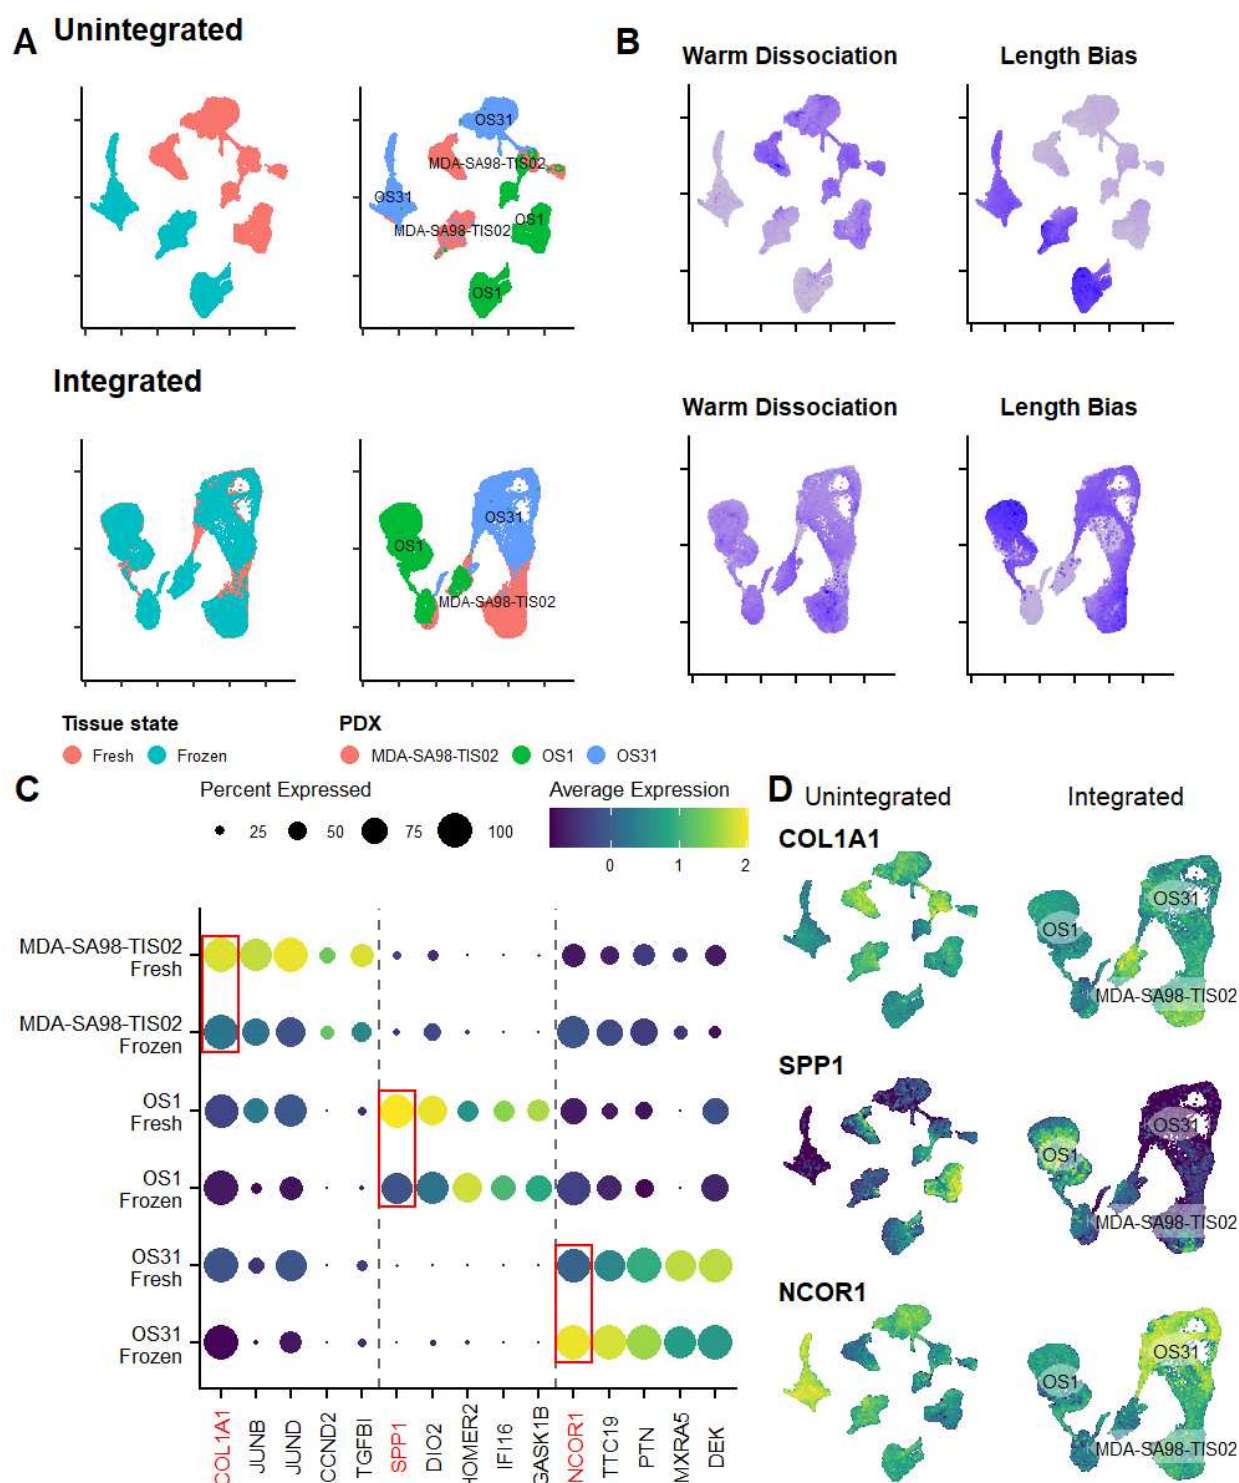 A
Unintegrated
OS31
MDA-SA98-TIS02
OS31
MDA-SA98-TIS02
OS1
OS1
B
Warm Dissociation
Length Bias
Integrated
OS1
OS31
MDA-SA98-TIS02
Warm Dissociation
Length Bias
Tissue state
Fresh
Frozen
PDX
MDA-SA98-TIS02
OS1
OS31
C
Percent Expressed
25
50
75
100
Average Expression
0
1
2
MDA-SA98-TIS02
Fresh
MDA-SA98-TIS02
Frozen
OS1
Fresh
OS1
Frozen
OS31
Fresh
OS31
Frozen
COL1A1
JUNB
JUND
CCND2
TGFBI
SPP1
DIO2
HOMER2
IFI16
GASK1B
NCOR1
TTC19
PTN
MXRA5
DEK
D
Unintegrated
Integrated
COL1A1
OS31
OS1
MDA-SA98-TIS02
SPP1
OS31
OS1
MDA-SA98-TIS02
NCOR1
OS31
OS1
MDA-SA98-TIS02